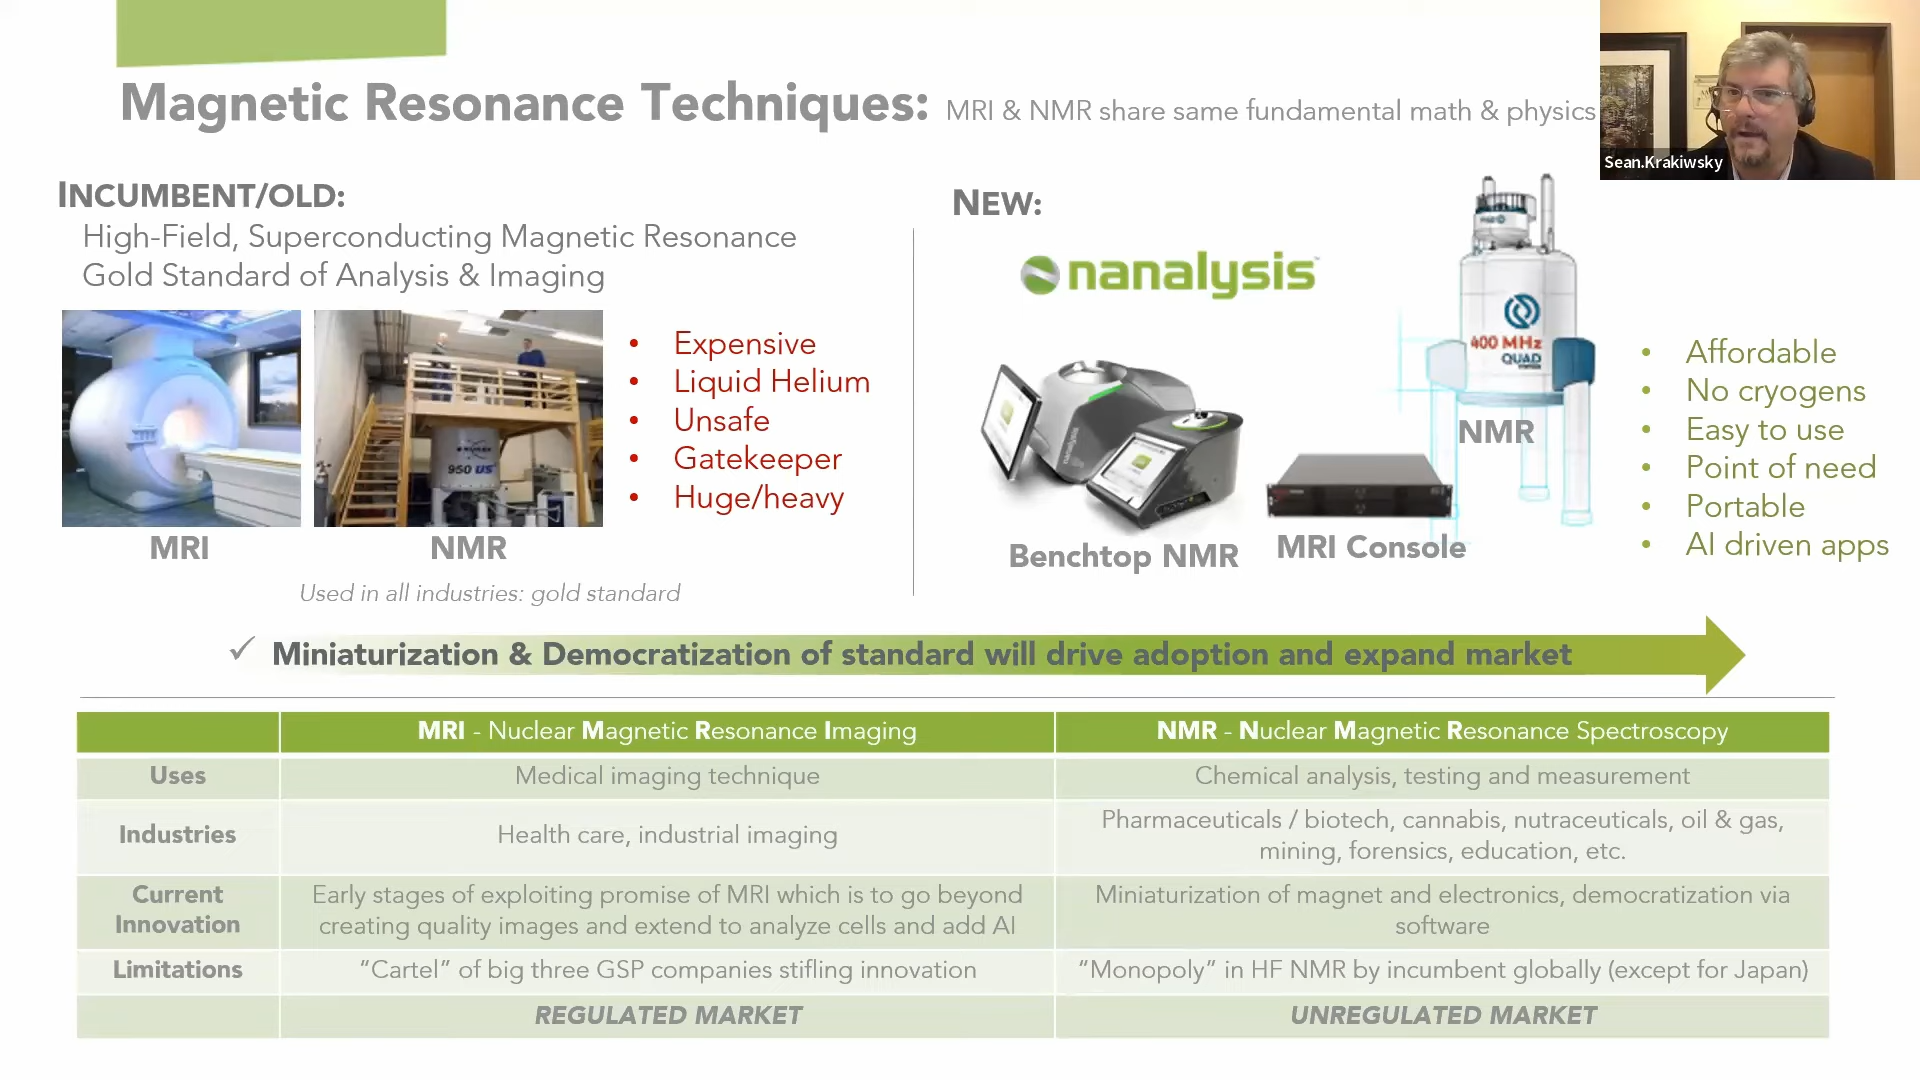 Magnetic Resonance Techniques: MRI & NMR share same fundamental math & physics
Sean.Krakiwsky
INCUMBENT/OLD:
High-Field, Superconducting Magnetic Resonance
Gold Standard of Analysis & Imaging
• Expensive
• Liquid Helium
• Unsafe
• Gatekeeper
• Huge/heavy
950 US
MRI
NMR
Used in all industries: gold standard
NEW:
nanalysis
400 MHz
QUAD
NMR
Benchtop NMR
MRI Console
• Affordable
• No cryogens
• Easy to use
• Point of need
• Portable
• AI driven apps
✓ Miniaturization & Democratization of standard will drive adoption and expand market
MRI - Nuclear Magnetic Resonance Imaging
NMR - Nuclear Magnetic Resonance Spectroscopy
Uses
Medical imaging technique
Chemical analysis, testing and measurement
Industries
Health care, industrial imaging
Pharmaceuticals / biotech, cannabis, nutraceuticals, oil & gas,
mining, forensics, education, etc.
Current
Innovation
Early stages of exploiting promise of MRI which is to go beyond
creating quality images and extend to analyze cells and add AI
Miniaturization of magnet and electronics, democratization via
software
Limitations
“Cartel” of big three GSP companies stifling innovation
“Monopoly” in HF NMR by incumbent globally (except for Japan)
REGULATED MARKET
UNREGULATED MARKET